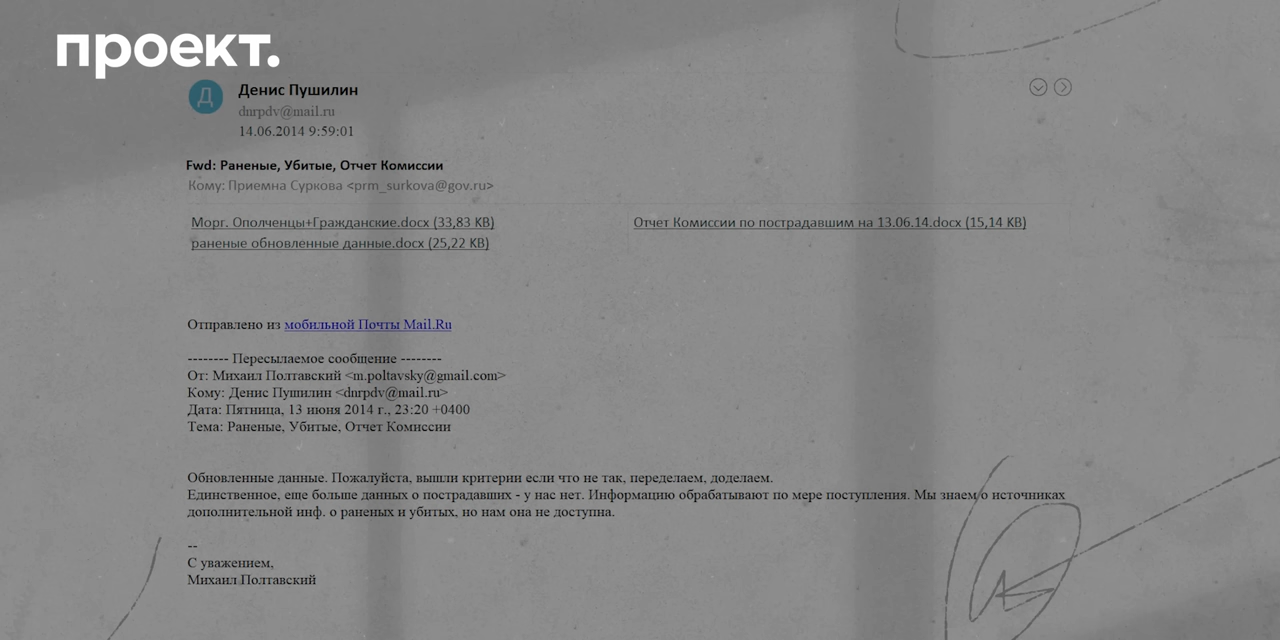 проект.
Д
Денис Пушилин
dnrpdv@mail.ru
14.06.2014 9:59:01
Fwd: Раненые, Убитые, Отчет Комиссии
Кому: Приемна Суркова <prm_surkova@gov.ru>
Морг. Ополченцы+Гражданские.docx (33,83 KB)
Отчет Комиссии по пострадавшим на 13.06.14.docx (15,14 KB)
раненые обновленные данные.docx (25,22 KB)
Отправлено из мобильной Почты Mail.Ru
-------- Пересылаемое сообщение --------
От: Михаил Полтавский <m.poltavsky@gmail.com>
Кому: Денис Пушилин <dnrpdv@mail.ru>
Дата: Пятница, 13 июня 2014 г., 23:20 +0400
Тема: Раненые, Убитые, Отчет Комиссии
Обновленные данные. Пожалуйста, вышли критерии если что не так, переделаем, доделаем.
Единственное, еще больше данных о пострадавших - у нас нет. Информацию обрабатывают по мере поступления. Мы знаем о источниках
дополнительной инф. о раненых и убитых, но нам она не доступна.
--
С уважением,
Михаил Полтавский